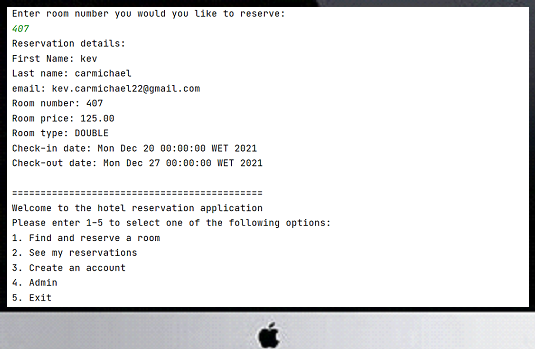 Enter room number you would you like to reserve:
407
Reservation details:
First Name: kev
Last name: carmichael
email: kev.carmichael22@gmail.com
Room number: 407
Room price: 125.00
Room type: DOUBLE
Check-in date: Mon Dec 20 00:00:00 WET 2021
Check-out date: Mon Dec 27 00:00:00 WET 2021
============================================
Welcome to the hotel reservation application
Please enter 1-5 to select one of the following options:
1. Find and reserve a room
2. See my reservations
3. Create an account
4. Admin
5. Exit